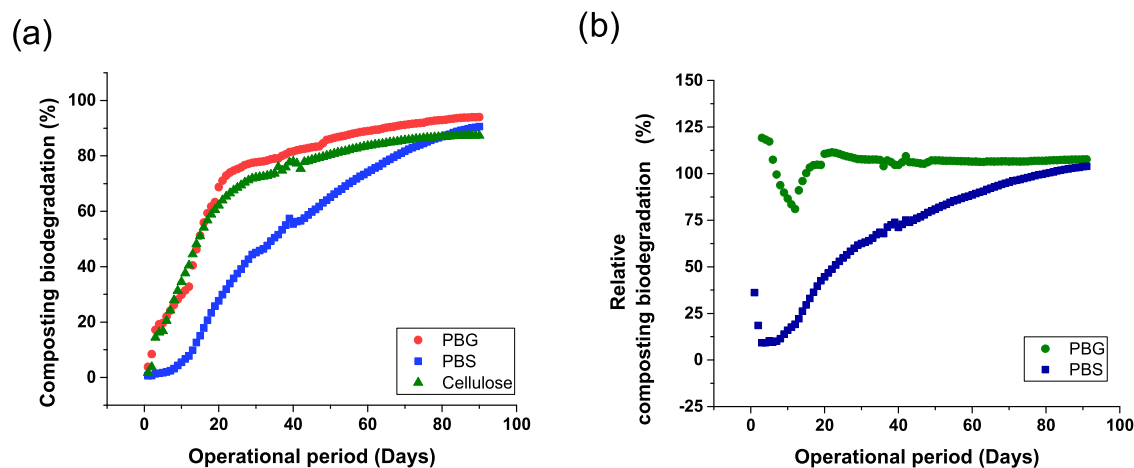 (a)
Composting biodegradation (%)
100
80
60
40
20
0
0
20
40
60
80
100
Operational period (Days)
PBG
PBS
Cellulose
(b)
Relative
composting biodegradation (%)
150
125
100
75
50
25
0
-25
0
20
40
60
80
100
Operational period (Days)
PBG
PBS